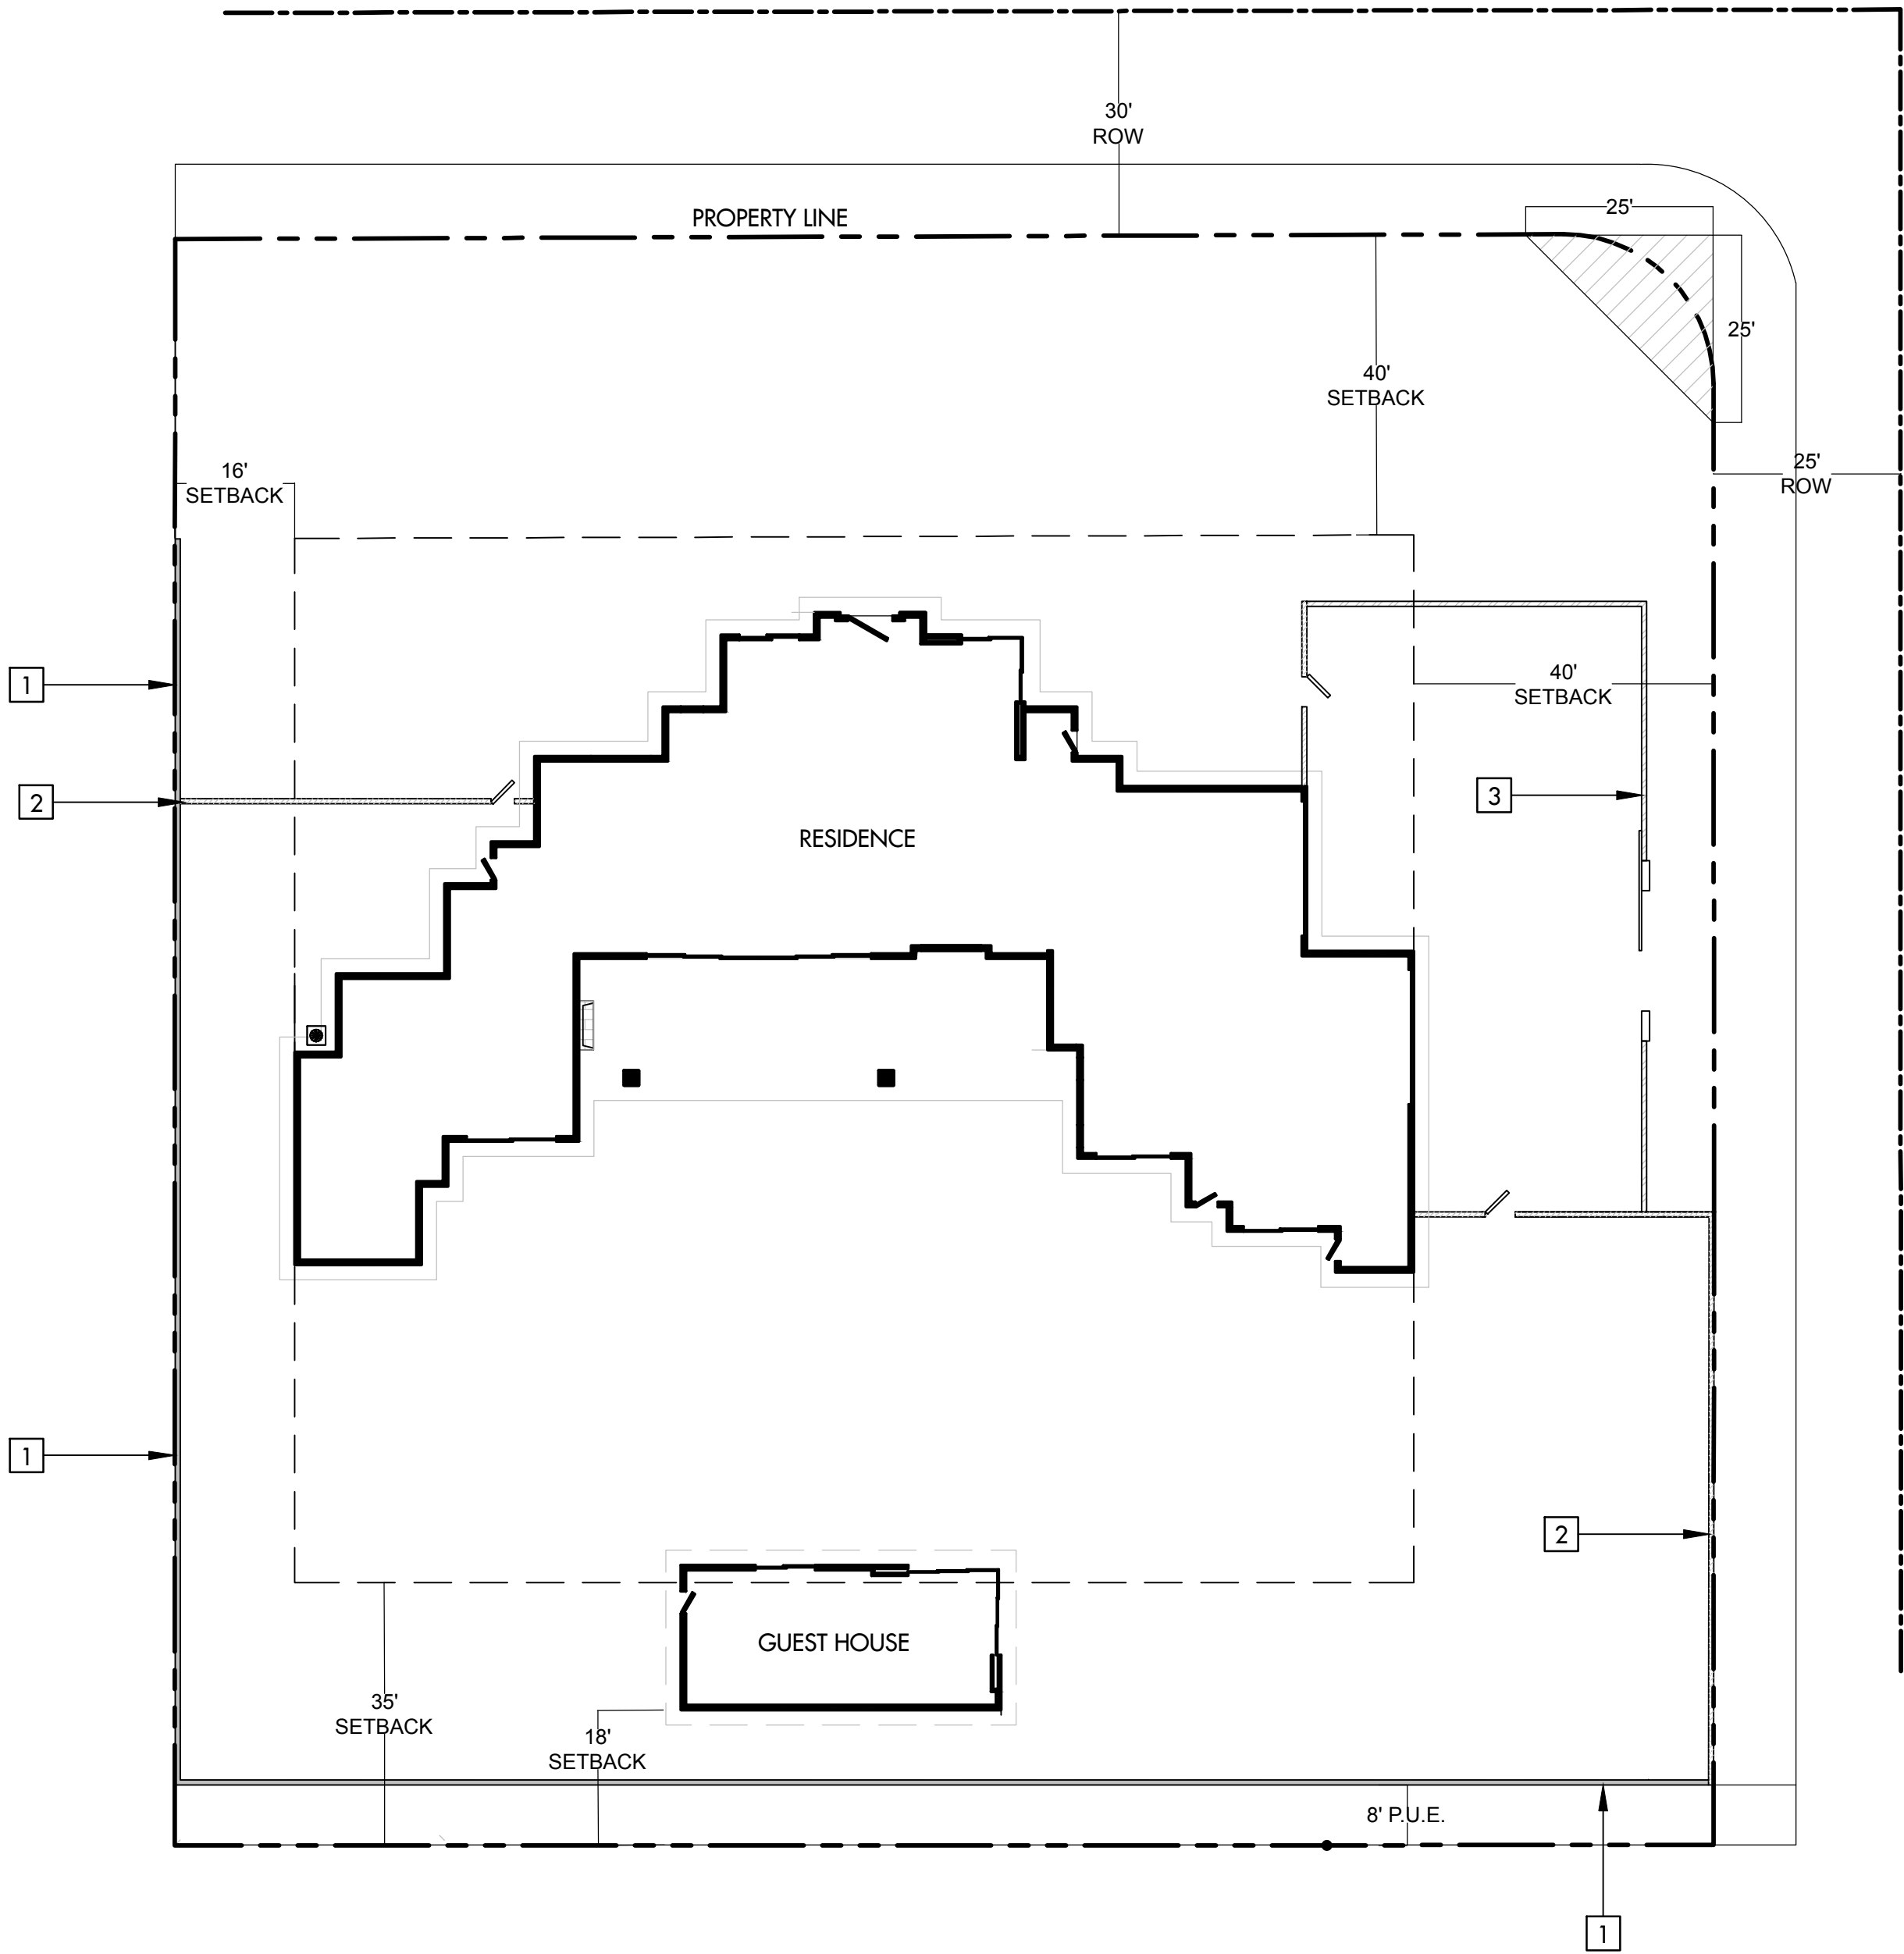 30'
ROW
PROPERTY LINE
25'
25'
40'
SETBACK
16'
SETBACK
25'
ROW
1
40'
SETBACK
2
3
RESIDENCE
1
2
GUEST HOUSE
35'
SETBACK
18'
SETBACK
8' P.U.E.
1